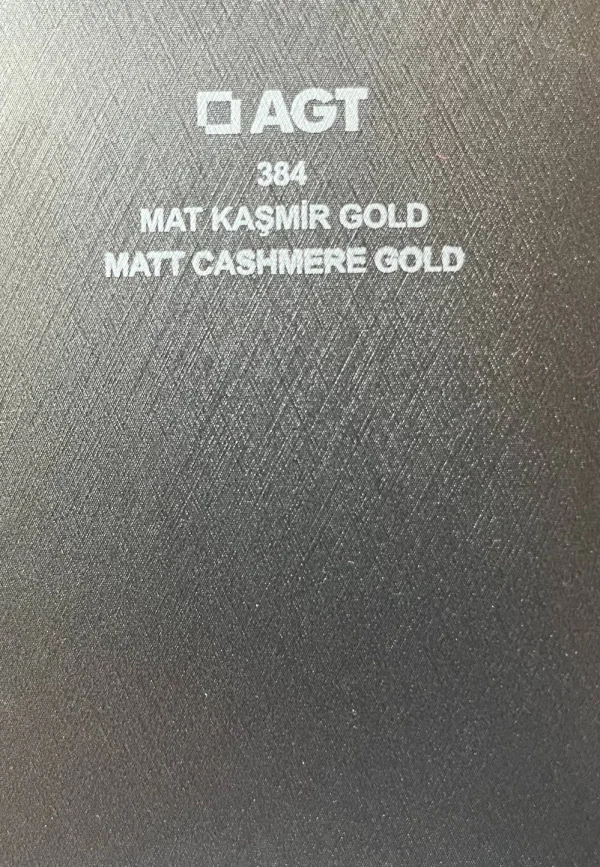 AGT
384
MAT KAŞMİR GOLD
MATT CASHMERE GOLD